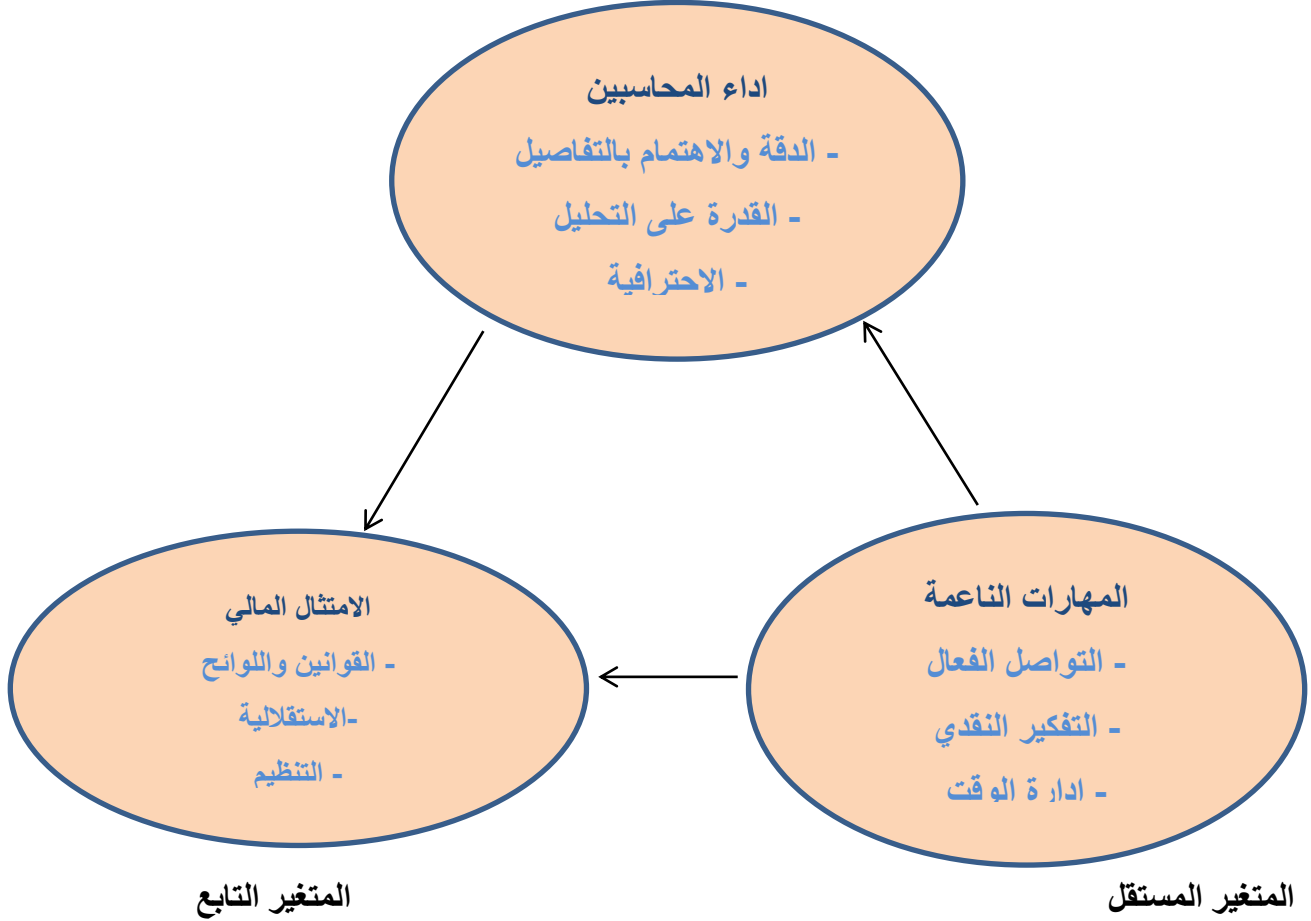 اداء المحاسبين
- الدقة والاهتمام بالتفاصيل
- القدرة على التحليل
- الاحترافية
المهارات الناعمة
- التواصل الفعال
- التفكير النقدي
- ادارة الوقت
الامتثال المالي
- القوانين واللوائح
-الاستقلالية
- التنظيم
المتغير المستقل
المتغير التابع